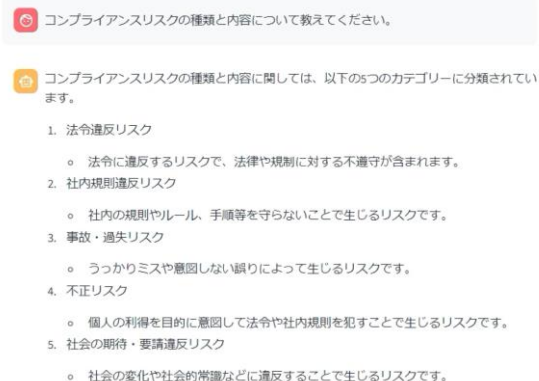 コンプライアンスリスクの種類と内容について教えてください。
コンプライアンスリスクの種類と内容に関しては、以下の5つのカテゴリーに分類されてい
ます。
1. 法令違反リスク
○ 法令に違反するリスクで、法律や規制に対する不遵守が含まれます。
2. 社内規則違反リスク
○ 社内の規則やルール、手順等を守らないことで生じるリスクです。
3. 事故・過失リスク
○ うっかりミスや意図しない誤りによって生じるリスクです。
4. 不正リスク
○ 個人の利得を目的に意図して法令や社内規則を犯すことで生じるリスクです。
5. 社会の期待・要請違反リスク
○ 社会の変化や社会的常識などに違反することで生じるリスクです。